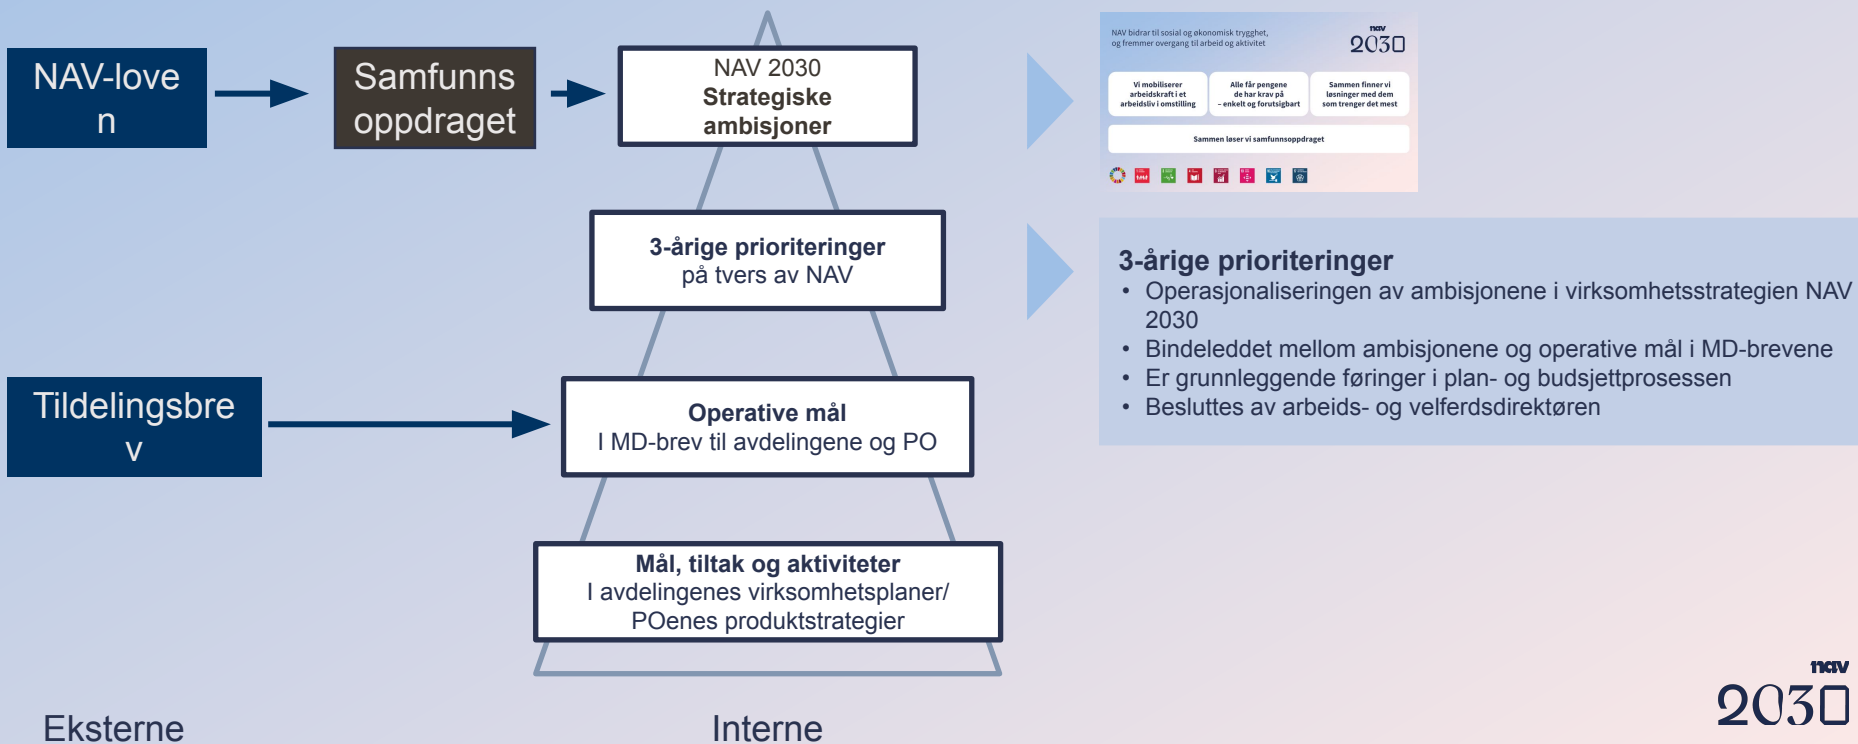 NAV-love
n
Samfunns
oppdraget
NAV 2030
Strategiske
ambisjoner
NAV bidrar til sosial og økonomisk trygghet,
og fremmer overgang til arbeid og aktivitet
nav
2030
Vi mobiliserer
arbeidskraft i et
arbeidsliv i omstilling
Alle får pengene
de har krav på
– enkelt og forutsigbart
Sammen finner vi
løsninger med dem
som trenger det mest
Sammen løser vi samfunnsoppdraget
3-årige prioriteringer
på tvers av NAV
3-årige prioriteringer
• Operasjonaliseringen av ambisjonene i virksomhetsstrategien NAV
2030
• Bindeleddet mellom ambisjonene og operative mål i MD-brevene
• Er grunnleggende føringer i plan- og budsjettprosessen
• Besluttes av arbeids- og velferdsdirektøren
Tildelingsbre
v
Operative mål
I MD-brev til avdelingene og PO
Mål, tiltak og aktiviteter
I avdelingenes virksomhetsplaner/
POenes produktstrategier
Eksterne
Interne
nav
2030